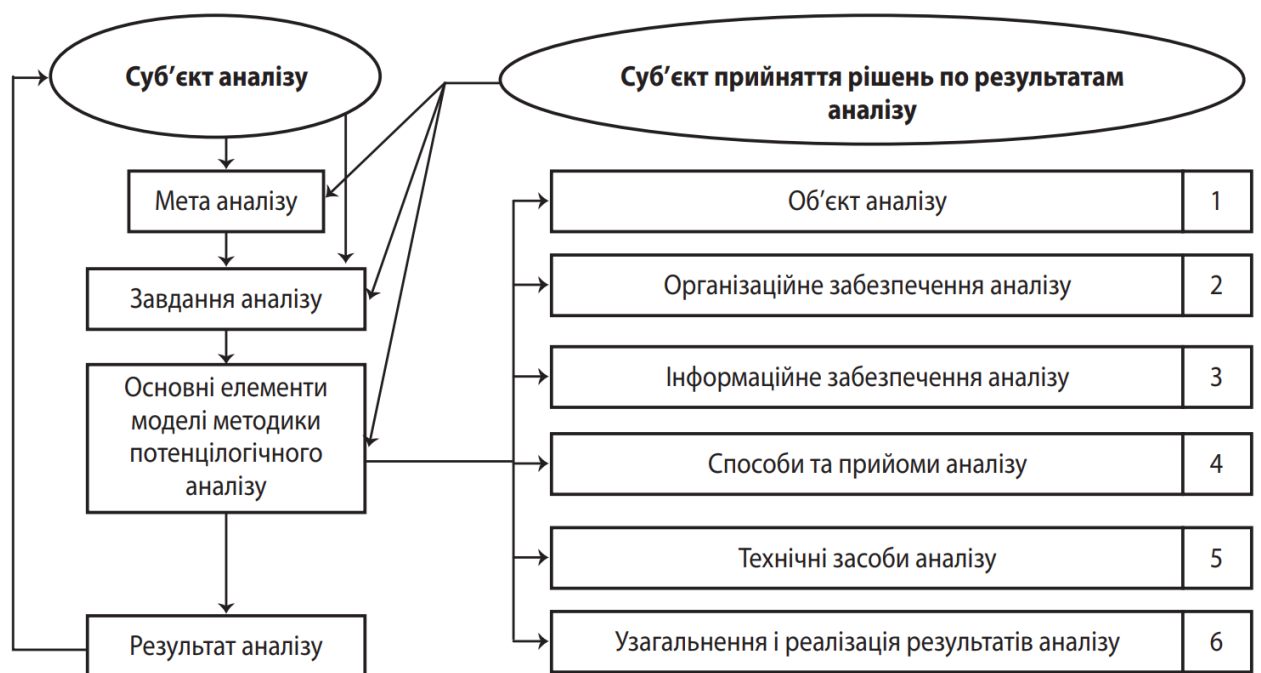 Суб’єкт аналізу
Суб’єкт прийняття рішень по результатам
аналізу
Мета аналізу
Завдання аналізу
Основні елементи
моделі методики
потенцілогічного
аналізу
Результат аналізу
Об’єкт аналізу 1
Організаційне забезпечення аналізу 2
Інформаційне забезпечення аналізу 3
Способи та прийоми аналізу 4
Технічні засоби аналізу 5
Узагальнення і реалізація результатів аналізу 6